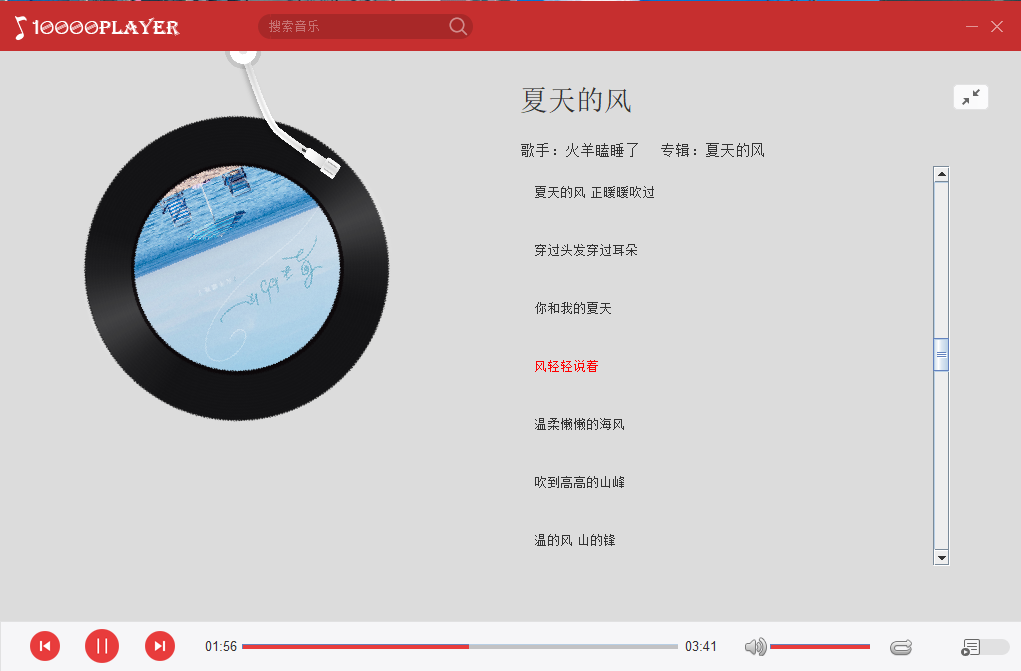 10000PLAYER
搜索音乐
夏天的风
歌手：火羊瞌睡了 专辑：夏天的风
夏天的风 正暖暖吹过
穿过头发穿过耳朵
你和我的夏天
风轻轻说着
温柔懒懒的海风
吹到高高的山峰
温的风 山的锋
01:56
03:41